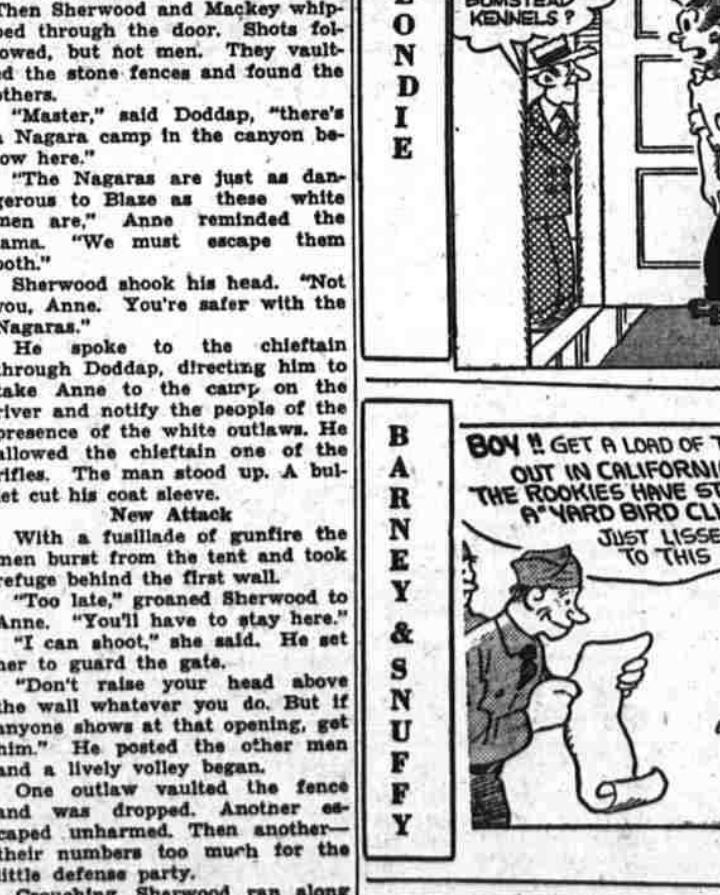 Then Sherwood and Mackey whip-
ped through the door. Shots fol-
owed, but not men. They vault-
ed the stone fences and found the
others.
"Master," said Doddap, "there's
a Nagara camp in the canyon be-
ow here."
"The Nagaras are just as dan-
gerous to Blaze as these white
men are," Anne reminded the
ama. "We must escape them
both."
Sherwood shook his head. "Not
you, Anne. You're safer with the
Nagaras."
He spoke to the chieftain
through Doddap, directing him to
take Anne to the camp on the
river and notify the people of the
presence of the white outlaws. He
allowed the chieftain one of the
rifles. The man stood up. A bul-
et cut his coat sleeve.
New Attack
With a fusillade of gunfire the
men burst from the tent and took
refuge behind the first wall.
"Too late," groaned Sherwood to
Anne. "You'll have to stay here."
"I can shoot," she said. He set
her to guard the gate.
"Don't raise your head above
the wall whatever you do. But if
anyone shows at that opening, get
him." He posted the other men
and a lively volley began.
One outlaw vaulted the fence
and was dropped. Another es-
caped unharmed. Then another—
their numbers too much for the
little defense party.
Crouching, Sherwood ran along
LONDIE
BUMSTEAD
KENNELS?
BARNEY & SNUFFY
BOY!! GET A LOAD OF T
OUT IN CALIFORNI
THE ROOKIES HAVE ST
A "YARD BIRD CL
JUST LISSE
TO THIS